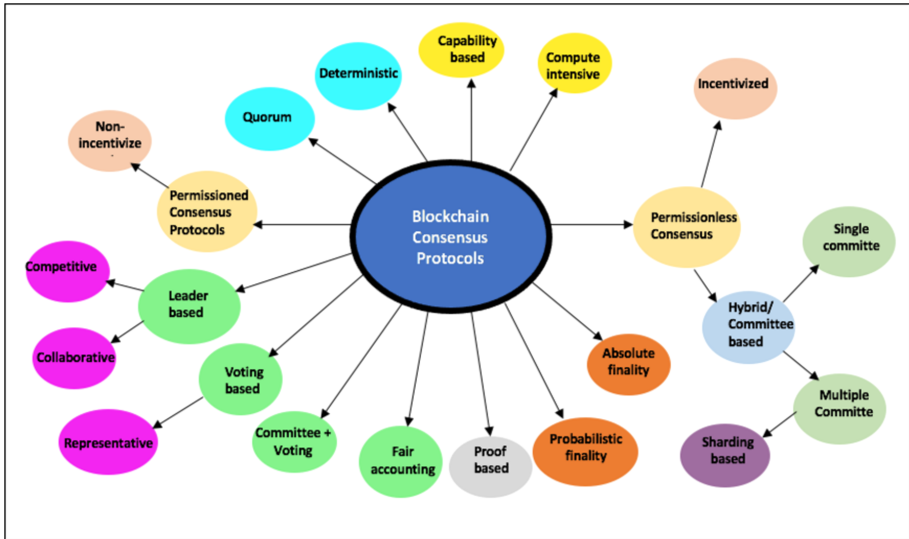 Capability
based
Compute
intensive
Deterministic
Incentivized
Quorum
Non-
incentivize
.
Permissioned
Consensus
Protocols
Blockchain
Consensus
Protocols
Permissionless
Consensus
Single
committe
Competitive
Leader
based
Hybrid/
Committee
based
Collaborative
Voting
based
Absolute
finality
Multiple
Committe
Representative
Committee +
Voting
Fair
accounting
Proof
based
Probabilistic
finality
Sharding
based